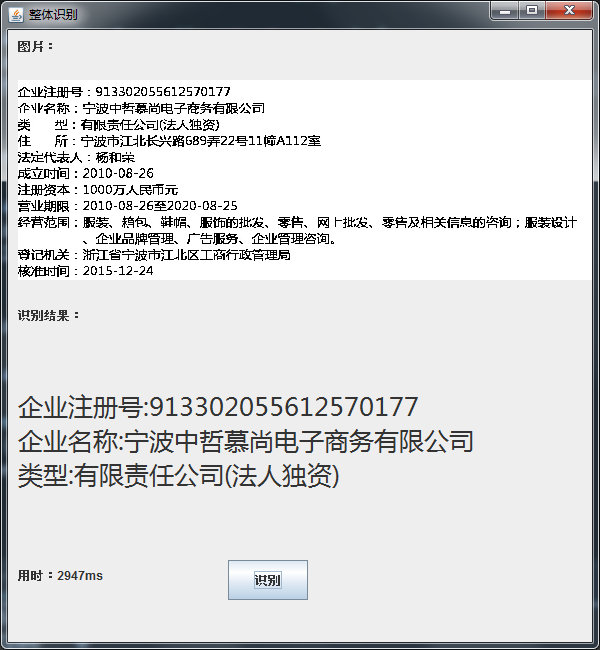 整体识别
图片：
企业注册号：913302055612570177
企业名称：宁波中哲慕尚电子商务有限公司
类 型：有限责任公司(法人独资)
住 所：宁波市江北长兴路689弄22号11幢A112室
法定代表人：杨和荣
成立时间：2010-08-26
注册资本：1000万人民币元
营业期限：2010-08-26至2020-08-25
经营范围：服装、箱包、鞋帽、服饰的批发、零售、网上批发、零售及相关信息的咨询；服装设计
、企业品牌管理、广告服务、企业管理咨询。
登记机关：浙江省宁波市江北区工商行政管理局
核准时间：2015-12-24
识别结果：
企业注册号:913302055612570177
企业名称:宁波中哲慕尚电子商务有限公司
类型:有限责任公司(法人独资)
用时：2947ms
识别